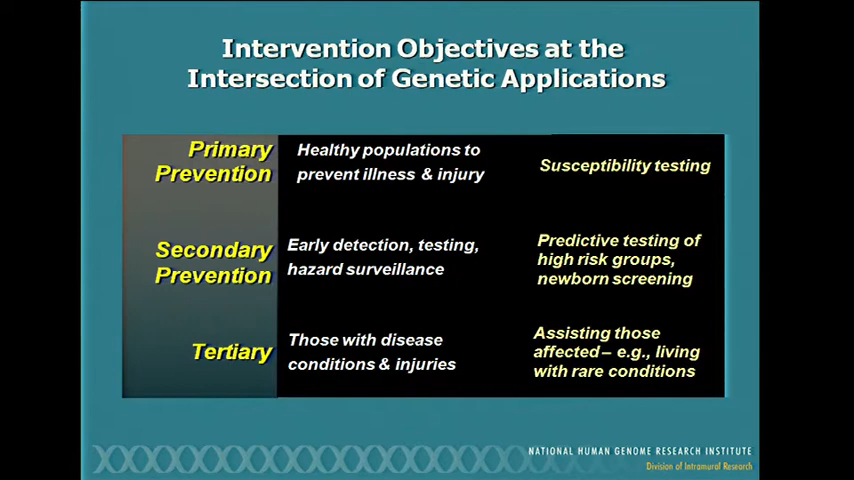 Intervention Objectives at the
Intersection of Genetic Applications
Primary
Prevention
Healthy populations to
prevent illness & injury
Susceptibility testing
Secondary
Prevention
Early detection, testing,
hazard surveillance
Predictive testing of
high risk groups,
newborn screening
Tertiary
Those with disease
conditions & injuries
Assisting those
affected – e.g., living
with rare conditions
NATIONAL HUMAN GENOME RESEARCH INSTITUTE
Division of Intramural Research